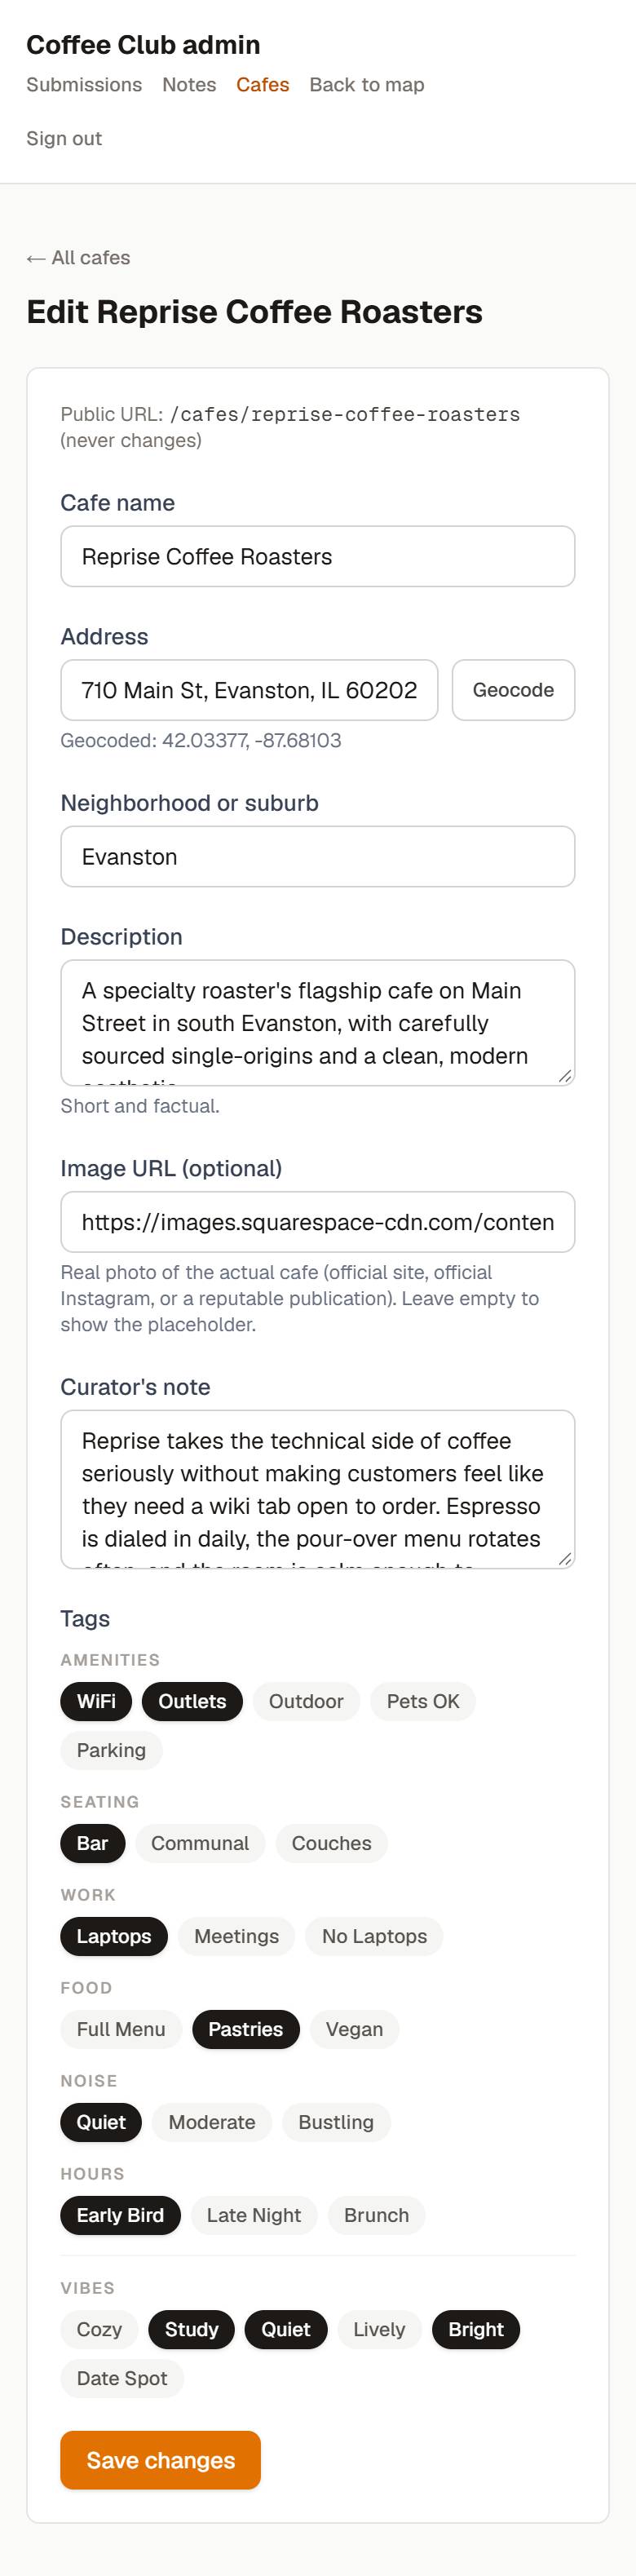 Coffee Club admin
Submissions Notes Cafes Back to map
Sign out
← All cafes
Edit Reprise Coffee Roasters
Public URL: /cafes/reprise-coffee-roasters
(never changes)
Cafe name
Reprise Coffee Roasters
Address
710 Main St, Evanston, IL 60202 Geocode
Geocoded: 42.03377, -87.68103
Neighborhood or suburb
Evanston
Description
A specialty roaster's flagship cafe on Main
Street in south Evanston, with carefully
sourced single-origins and a clean, modern
Short and factual.
Image URL (optional)
https://images.squarespace-cdn.com/conten
Real photo of the actual cafe (official site, official
Instagram, or a reputable publication). Leave empty to
show the placeholder.
Curator's note
Reprise takes the technical side of coffee
seriously without making customers feel like
they need a wiki tab open to order. Espresso
is dialed in daily, the pour-over menu rotates
Tags
AMENITIES
WiFi Outlets Outdoor Pets OK
Parking
SEATING
Bar Communal Couches
WORK
Laptops Meetings No Laptops
FOOD
Full Menu Pastries Vegan
NOISE
Quiet Moderate Bustling
HOURS
Early Bird Late Night Brunch
VIBES
Cozy Study Quiet Lively Bright
Date Spot
Save changes